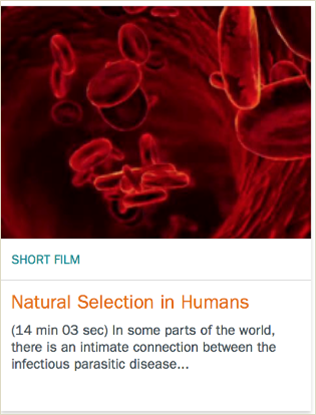 SHORT FILM
Natural Selection in Humans
(14 min 03 sec) In some parts of the world,
there is an intimate connection between the
infectious parasitic disease...